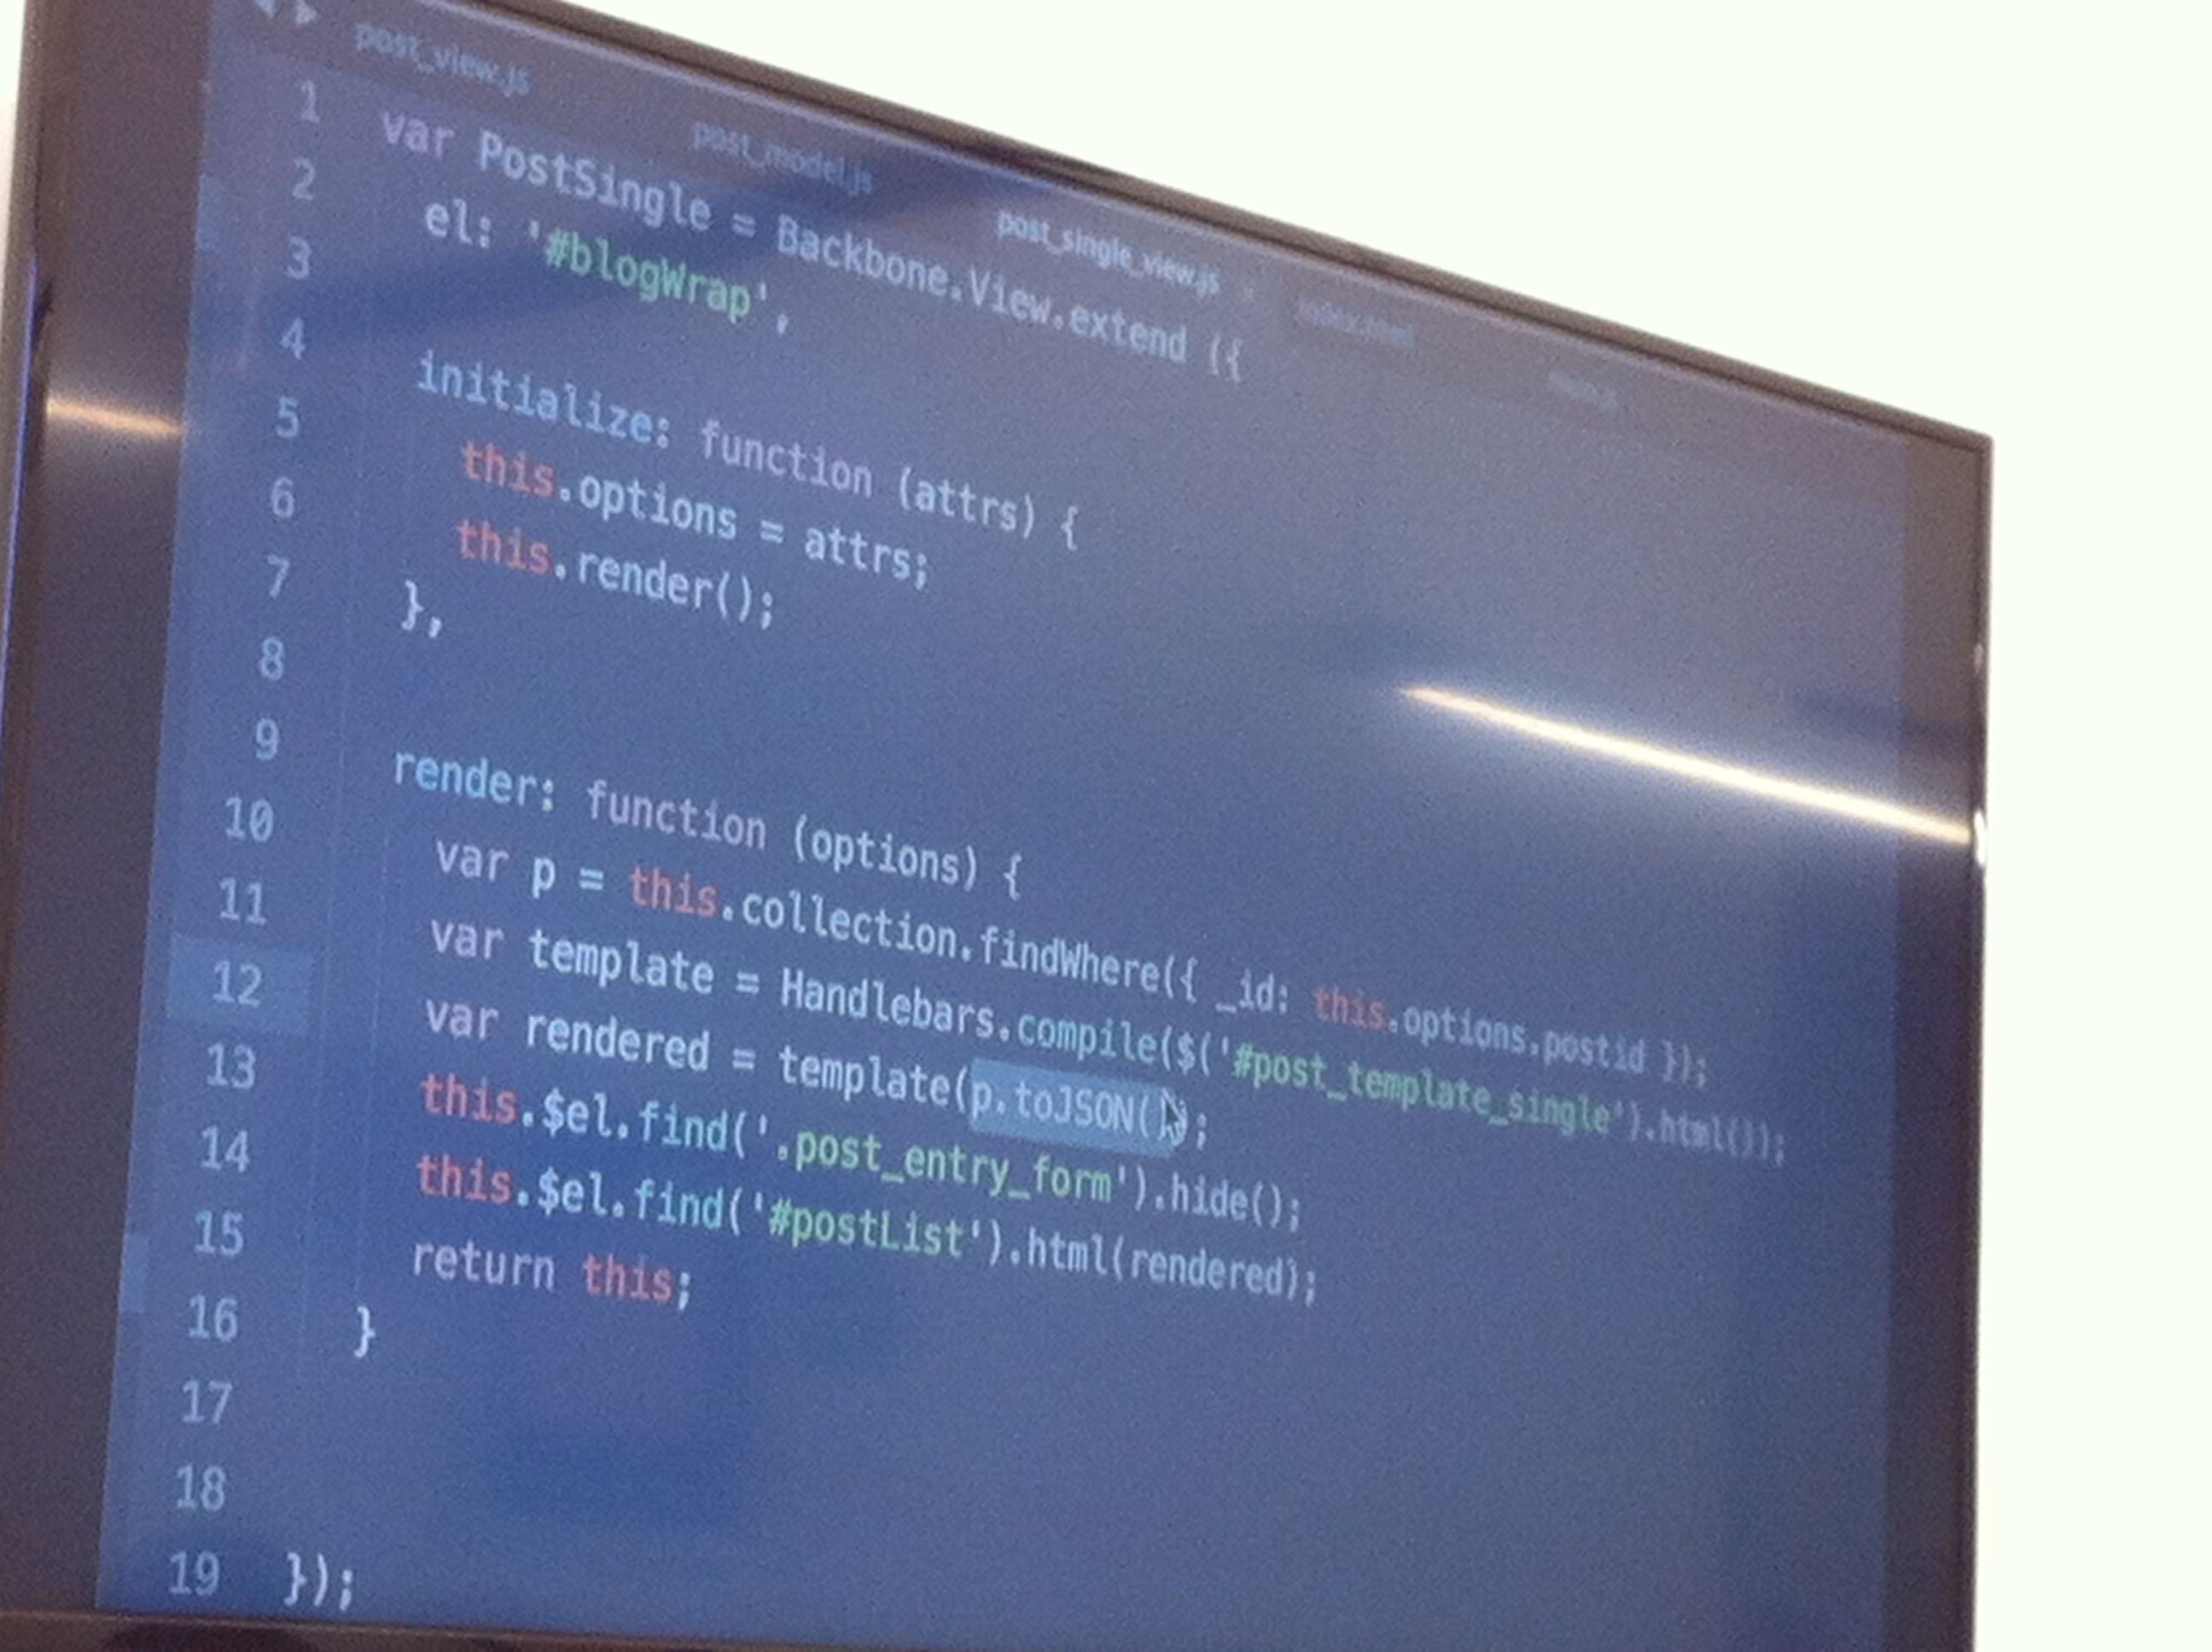 post_view.js
post_model.js
post_single_view.js
index.html
1 var PostSingle = Backbone.View.extend ({
2   el: '#blogWrap',
3
4   initialize: function (attrs) {
5     this.options = attrs;
6     this.render();
7   },
8
9   render: function (options) {
10     var p = this.collection.findWhere({ _id: this.options.postid });
11     var template = Handlebars.compile($('#post_template_single').html());
12     var rendered = template(p.toJSON());
13     this.$el.find('.post_entry_form').hide();
14     this.$el.find('#postList').html(rendered);
15     return this;
16   }
17
18
19 });